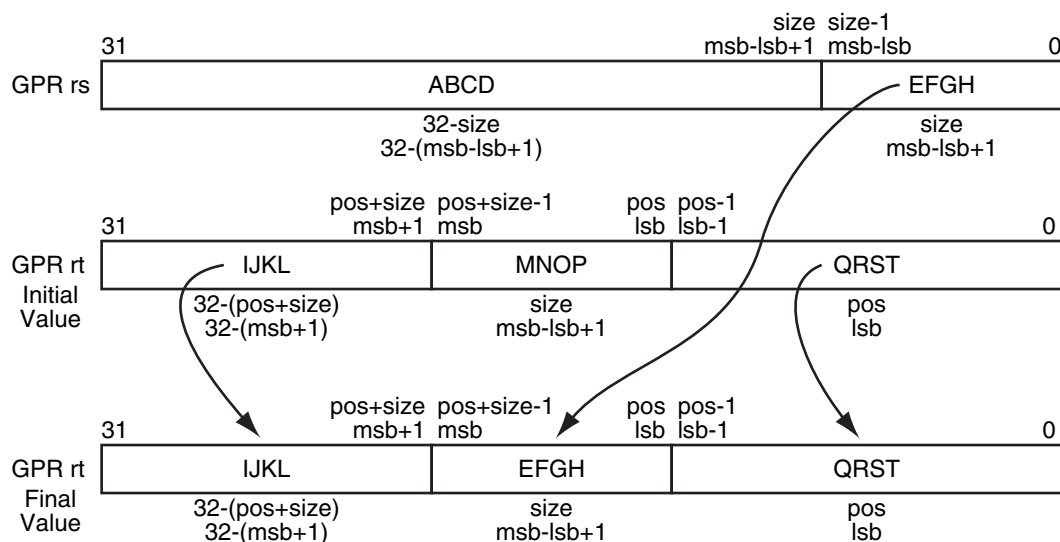 size size-1
31 msb-lsb+1 msb-lsb 0
GPR rs ABCD EFGH
32-size size
32-(msb-lsb+1) msb-lsb+1
pos+size pos+size-1 pos pos-1
31 msb+1 msb lsb lsb-1 0
GPR rt IJKL MNOP QRST
Initial 32-(pos+size) size pos
Value 32-(msb+1) msb-lsb+1 lsb
pos+size pos+size-1 pos pos-1
31 msb+1 msb lsb lsb-1 0
GPR rt IJKL EFGH QRST
Final 32-(pos+size) size pos
Value 32-(msb+1) msb-lsb+1 lsb